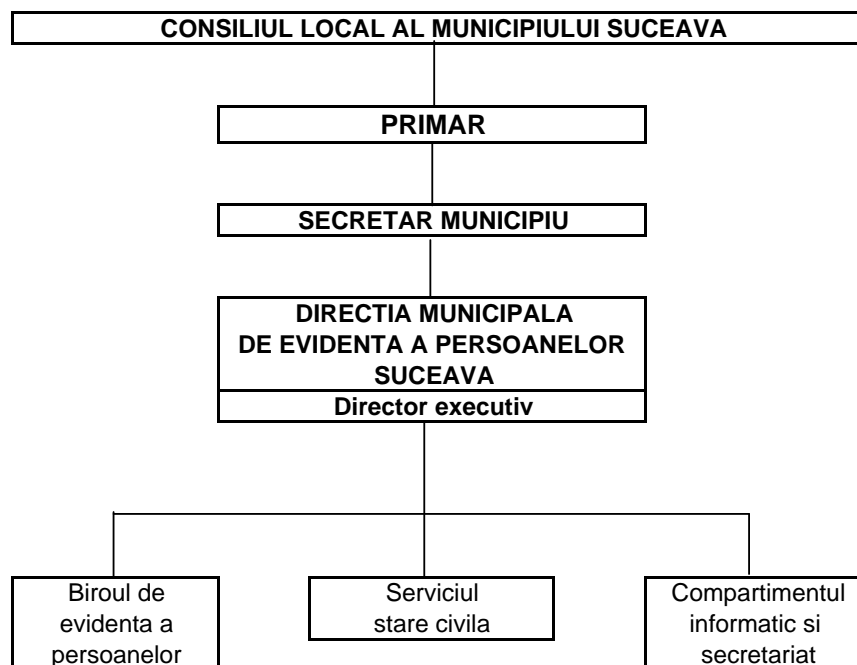 CONSILIUL LOCAL AL MUNICIPIULUI SUCEAVA
PRIMAR
SECRETAR MUNICIPIU
DIRECTIA MUNICIPALA
DE EVIDENTA A PERSOANELOR
SUCEAVA
Director executiv
Biroul de
evidenta a
persoanelor
Serviciul
stare civila
Compartimentul
informatic si
secretariat